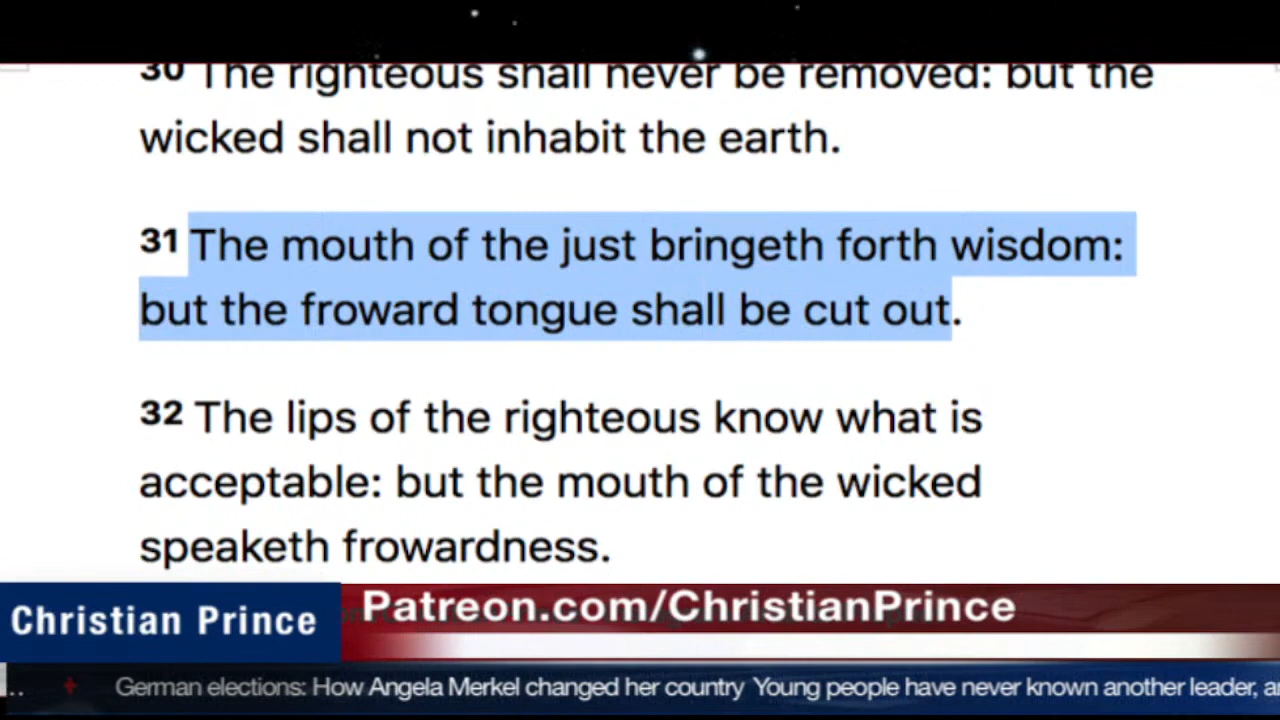 30 The righteous shall never be removed: but the
wicked shall not inhabit the earth.
31 The mouth of the just bringeth forth wisdom:
but the froward tongue shall be cut out.
32 The lips of the righteous know what is
acceptable: but the mouth of the wicked
speaketh frowardness.
Christian Prince
Patreon.com/ChristianPrince
.. German elections: How Angela Merkel changed her country Young people have never known another leader,